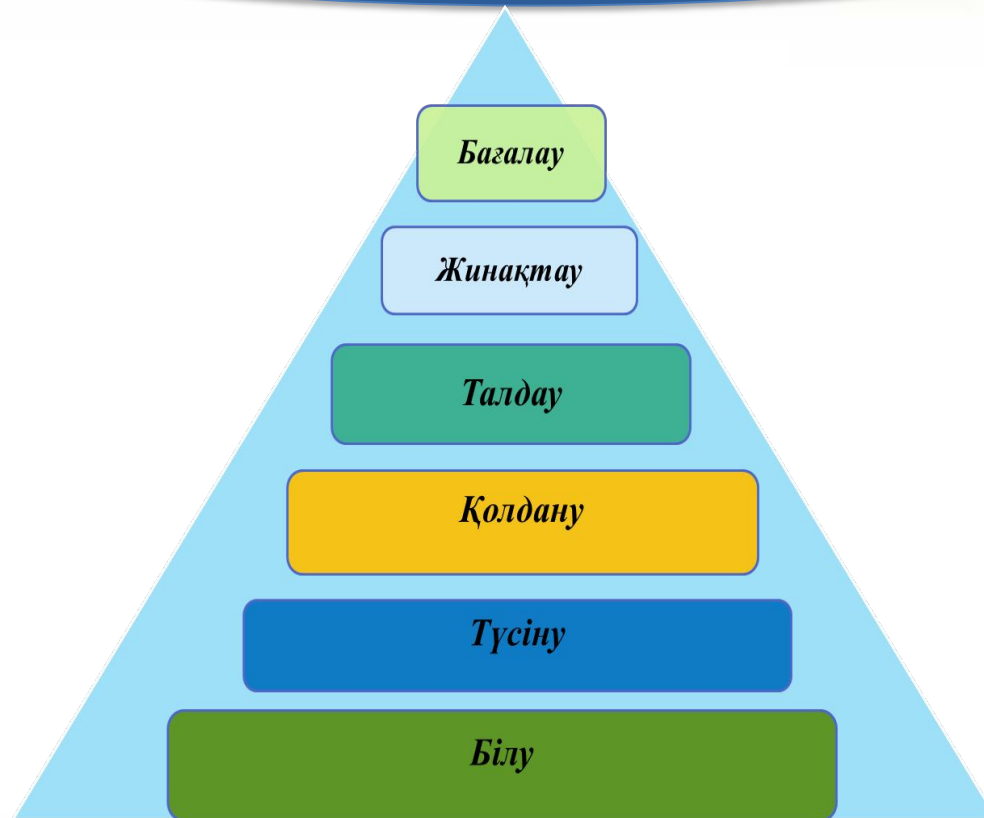 Бағалау
Жинақтау
Талдау
Қолдану
Түсіну
Білу